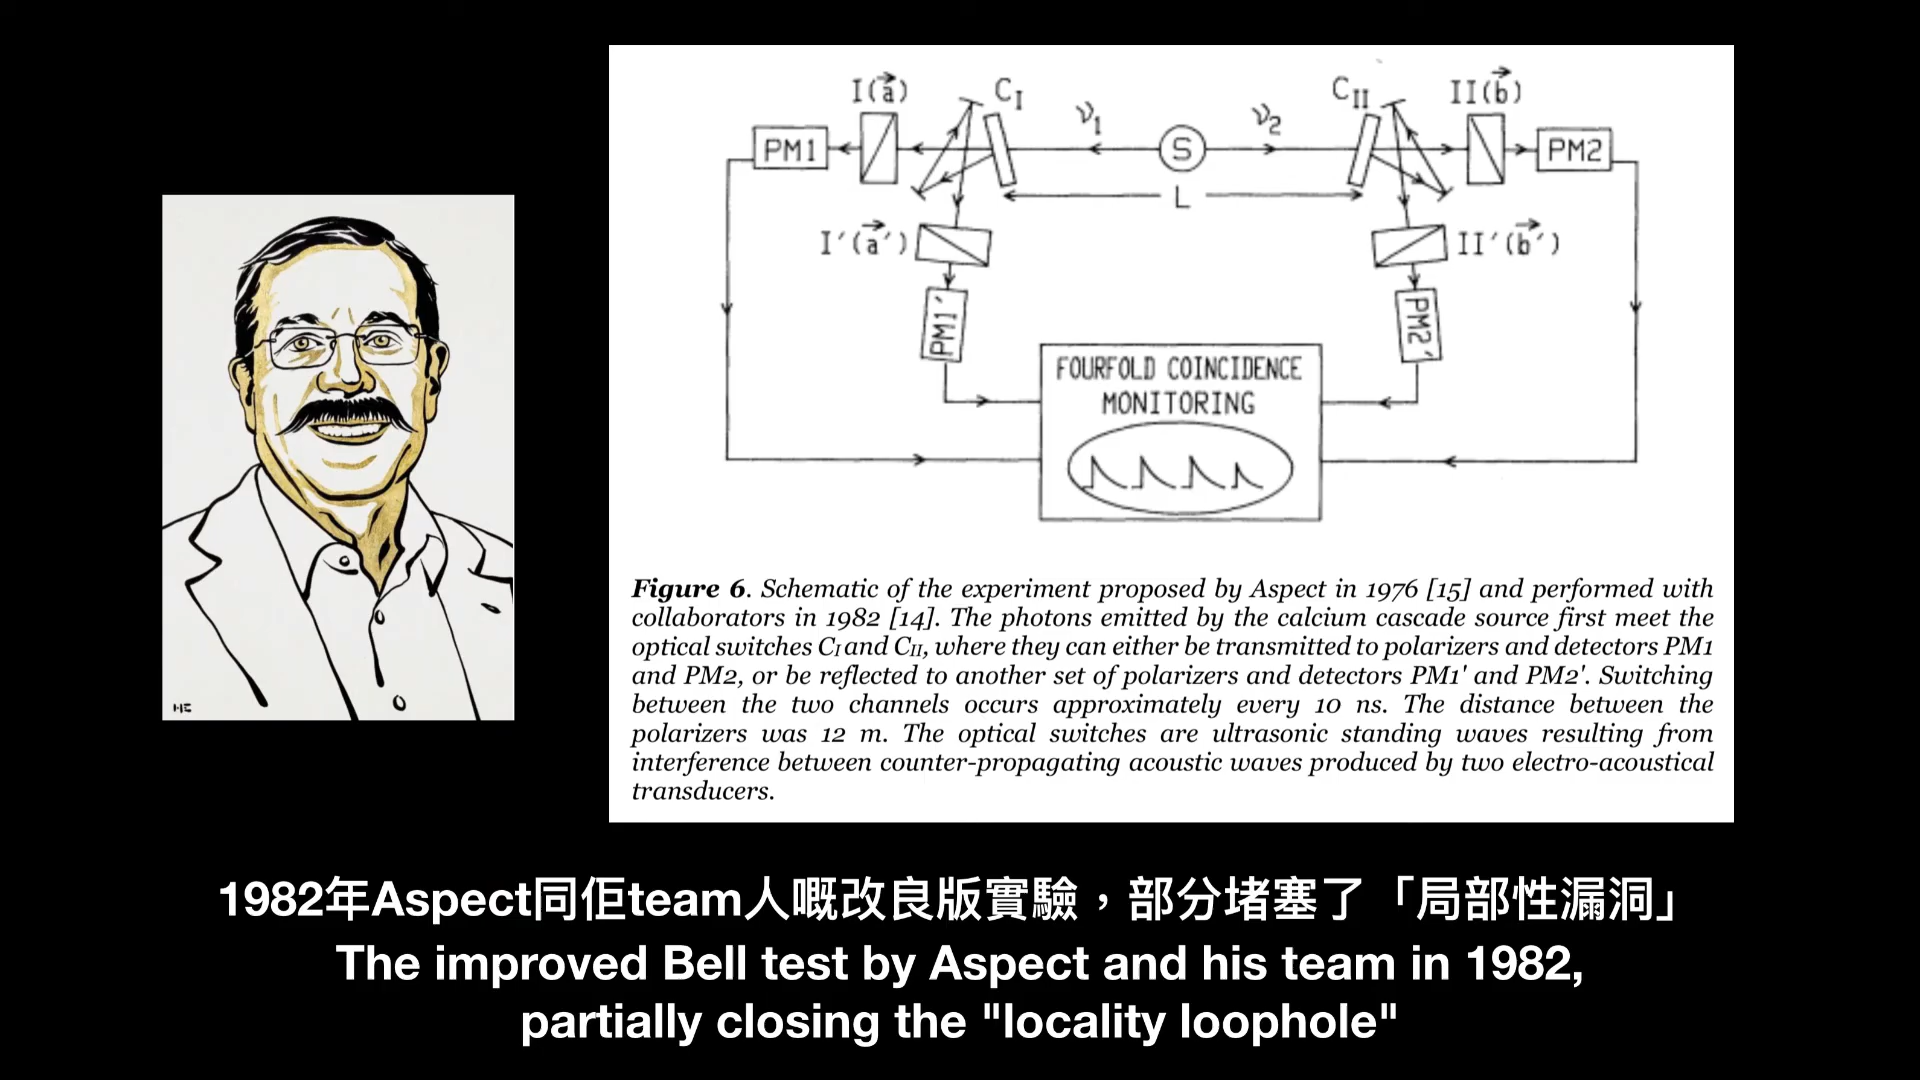 I(a⃗)
C_I
ν₁
ν₂
C_II
II(b⃗)
PM1
S
PM2
L
I′(a⃗′)
II′(b⃗′)
PM1′
PM2′
FOURFOLD COINCIDENCE
MONITORING
Figure 6. Schematic of the experiment proposed by Aspect in 1976 [15] and performed with
collaborators in 1982 [14]. The photons emitted by the calcium cascade source first meet the
optical switches C_I and C_II, where they can either be transmitted to polarizers and detectors PM1
and PM2, or be reflected to another set of polarizers and detectors PM1' and PM2'. Switching
between the two channels occurs approximately every 10 ns. The distance between the
polarizers was 12 m. The optical switches are ultrasonic standing waves resulting from
interference between counter-propagating acoustic waves produced by two electro-acoustical
transducers.
1982年Aspect同佢team人嘅改良版實驗，部分堵塞了「局部性漏洞」
The improved Bell test by Aspect and his team in 1982,
partially closing the "locality loophole"